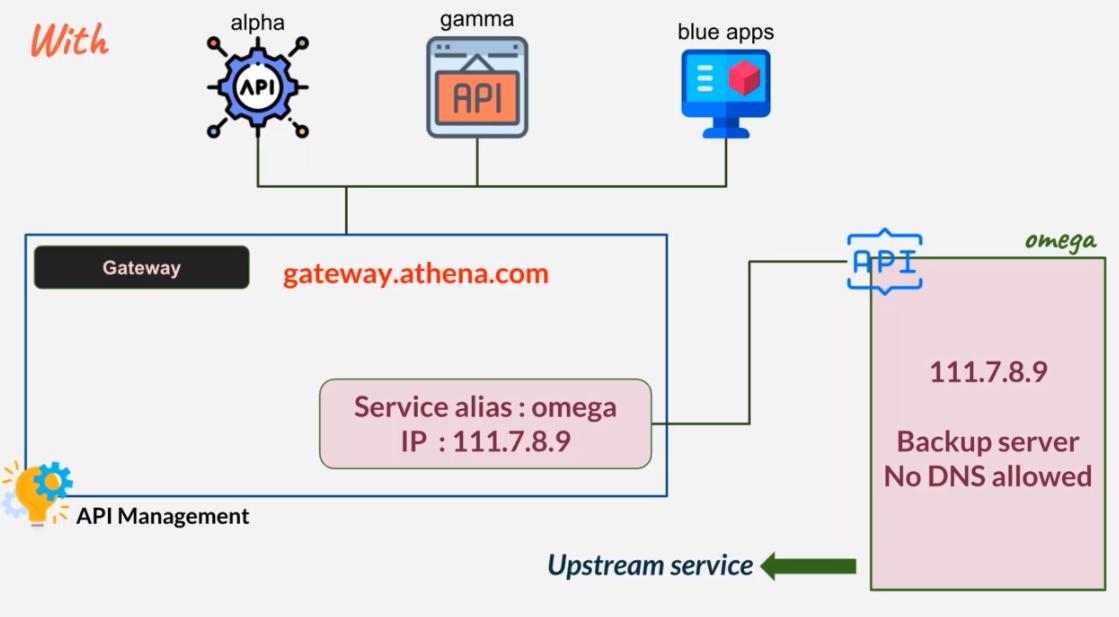 With
alpha
gamma
blue apps
API
API
Gateway
gateway.athena.com
API
omega
Service alias : omega
IP : 111.7.8.9
111.7.8.9
Backup server
No DNS allowed
API Management
Upstream service